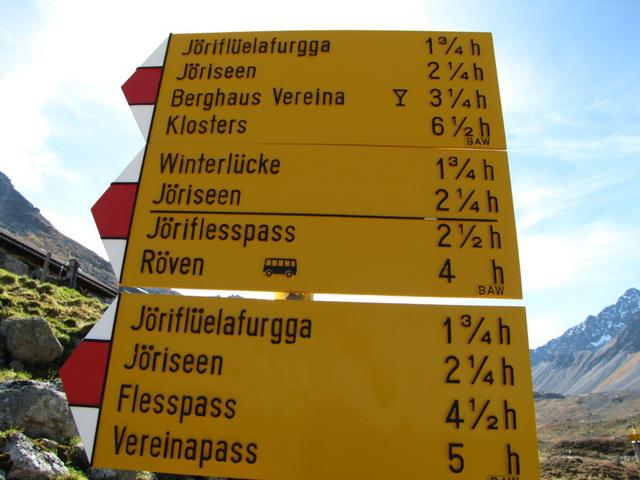 Jöriflüelafurgga 1¾ h
Jöriseen 2¼ h
Berghaus Vereina 3¼ h
Klosters 6½ h
BAW
Winterlücke 1¾ h
Jöriseen 2¼ h
Jöriflesspass 2½ h
Röven 4 h
BAW
Jöriflüelafurgga 1¾ h
Jöriseen 2¼ h
Flesspass 4½ h
Vereinapass 5 h
BAW